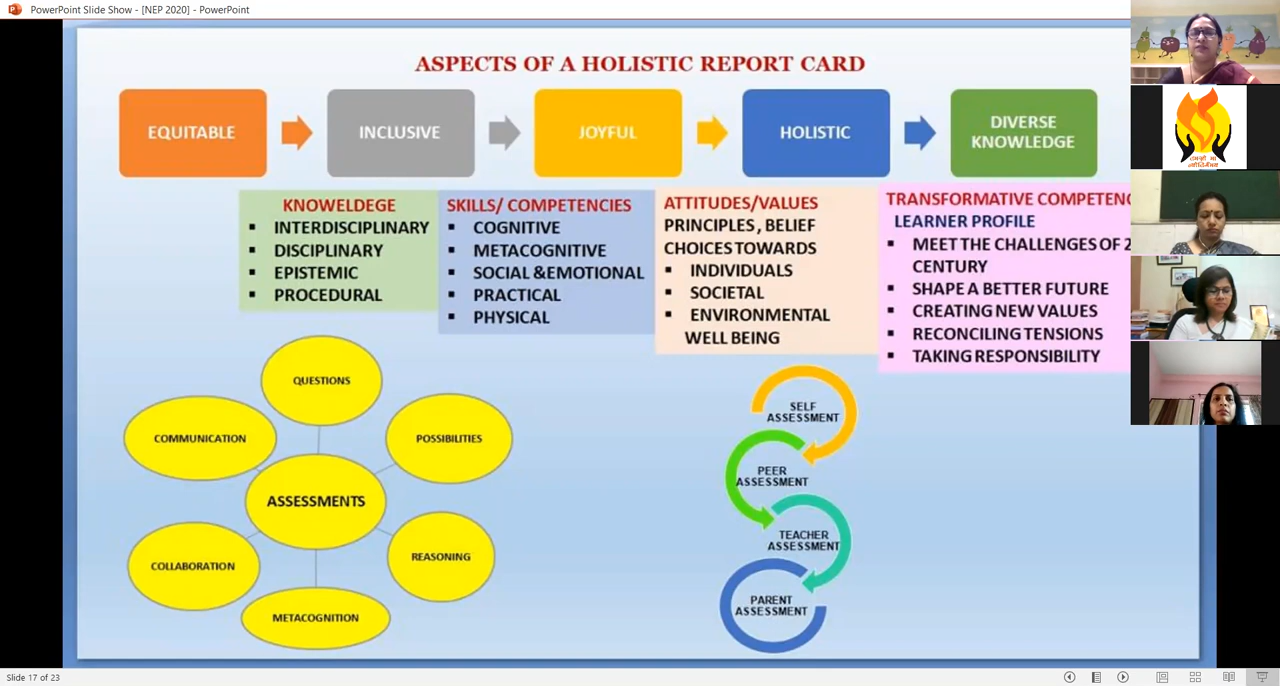 PowerPoint Slide Show - [NEP 2020] - PowerPoint
ASPECTS OF A HOLISTIC REPORT CARD
EQUITABLE
INCLUSIVE
JOYFUL
HOLISTIC
DIVERSE
KNOWLEDGE
KNOWELDEGE
▪ INTERDISCIPLINARY
▪ DISCIPLINARY
▪ EPISTEMIC
▪ PROCEDURAL
SKILLS/ COMPETENCIES
▪ COGNITIVE
▪ METACOGNITIVE
▪ SOCIAL &EMOTIONAL
▪ PRACTICAL
▪ PHYSICAL
ATTITUDES/VALUES
PRINCIPLES, BELIEF
CHOICES TOWARDS
▪ INDIVIDUALS
▪ SOCIETAL
▪ ENVIRONMENTAL
WELL BEING
TRANSFORMATIVE
LEARNER PROFILE
▪ MEET THE CHALLENGES OF
CENTURY
▪ SHAPE A BETTER FUTURE
▪ CREATING NEW VALUES
▪ RECONCILING TENSIONS
▪ TAKING RESPONSIBILITY
QUESTIONS
COMMUNICATION
POSSIBILITIES
ASSESSMENTS
COLLABORATION
REASONING
METACOGNITION
SELF
ASSESSMENT
PEER
ASSESSMENT
TEACHER
ASSESSMENT
PARENT
ASSESSMENT
Slide 17 of 23